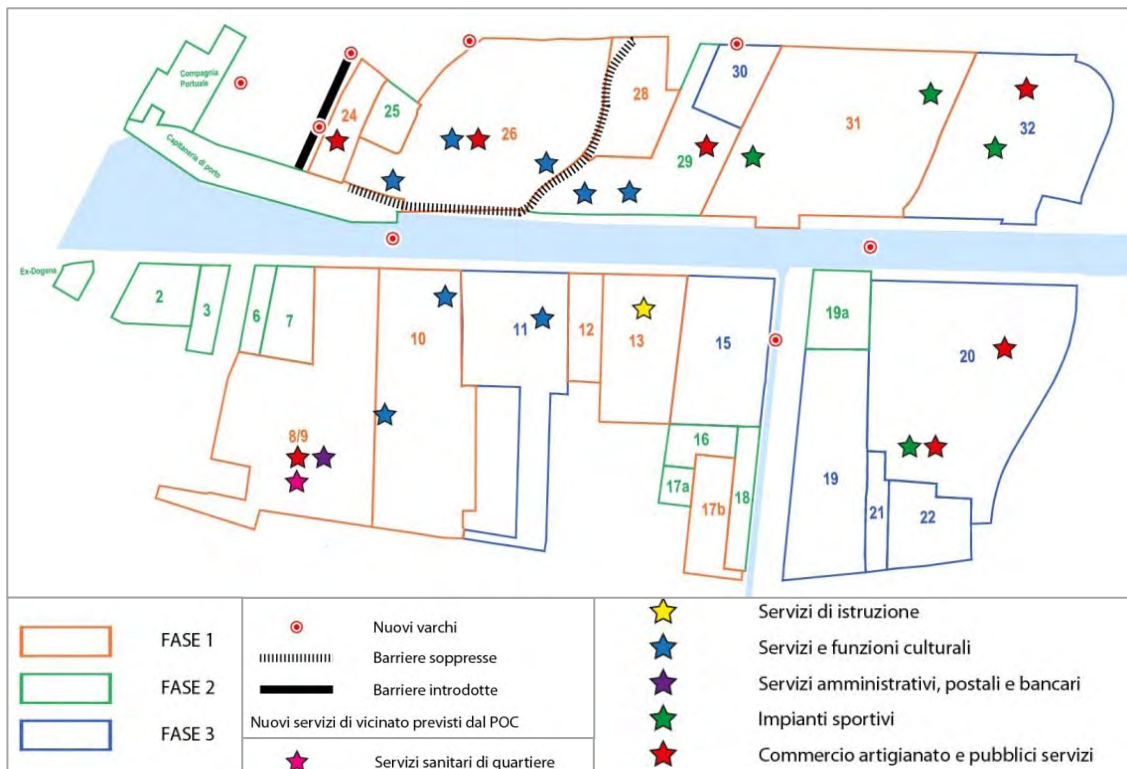 Compagnia
Portuale
Capitaneria di porto
24
25
26
28
29
30
31
32
Ex-Dogana
2
3
6
7
8/9
10
11
12
13
15
16
17a
17b
18
19a
19
20
21
22
FASE 1
FASE 2
FASE 3
Nuovi varchi
Barriere soppresse
Barriere introdotte
Nuovi servizi di vicinato previsti dal POC
Servizi sanitari di quartiere
Servizi di istruzione
Servizi e funzioni culturali
Servizi amministrativi, postali e bancari
Impianti sportivi
Commercio artigianato e pubblici servizi